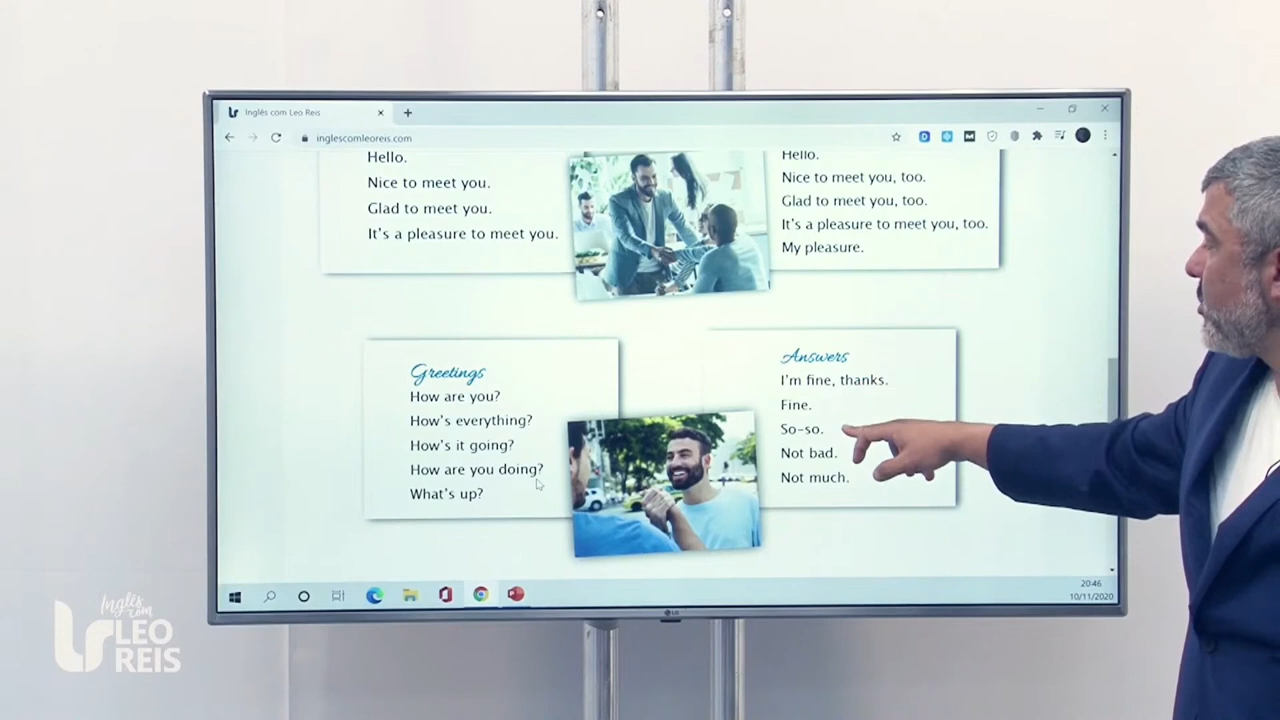 Inglês com Leo Reis
inglescomleoreis.com
Hello.
Nice to meet you.
Glad to meet you.
It's a pleasure to meet you.
Hello.
Nice to meet you, too.
Glad to meet you, too.
It's a pleasure to meet you, too.
My pleasure.
Greetings
How are you?
How's everything?
How's it going?
How are you doing?
What's up?
Answers
I'm fine, thanks.
Fine.
So-so.
Not bad.
Not much.
20:46
10/11/2020
LG
Inglês
com
LEO
REIS